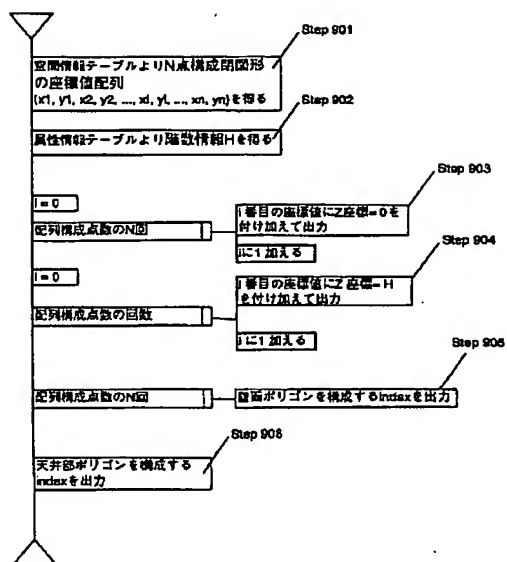 Step 901
空間情報テーブルよりN点構成閉図形
の座標値配列
(x1, y1, x2, y2, ..., xi, yi, ..., xn, yn)を得る
Step 902
属性情報テーブルより階数情報Hを得る
Step 903
i = 0
i 番目の座標値にZ座標=0を
付け加えて出力
配列構成点数のN回
iに1加える
Step 904
i = 0
i 番目の座標値にZ座標=H
を付け加えて出力
配列構成点数の回数
iに1加える
Step 905
配列構成点数のN回
壁面ポリゴンを構成するindexを出力
Step 906
天井部ポリゴンを構成する
indexを出力